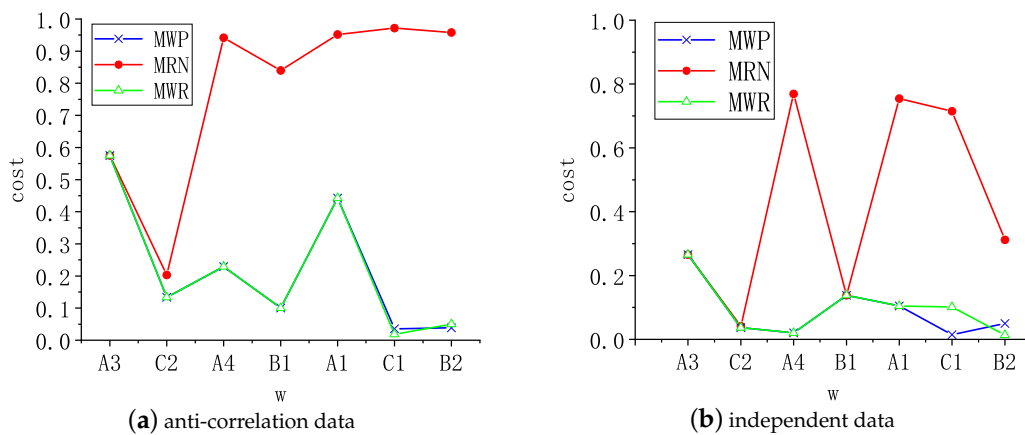 1.0
0.9
0.8
0.7
0.6
0.5
0.4
0.3
0.2
0.1
0.0
cost
MWP
MRN
MWR
A3 C2 A4 B1 A1 C1 B2
w
(a) anti-correlation data
1.0
0.8
0.6
0.4
0.2
0.0
cost
MWP
MRN
MWR
A3 C2 A4 B1 A1 C1 B2
w
(b) independent data